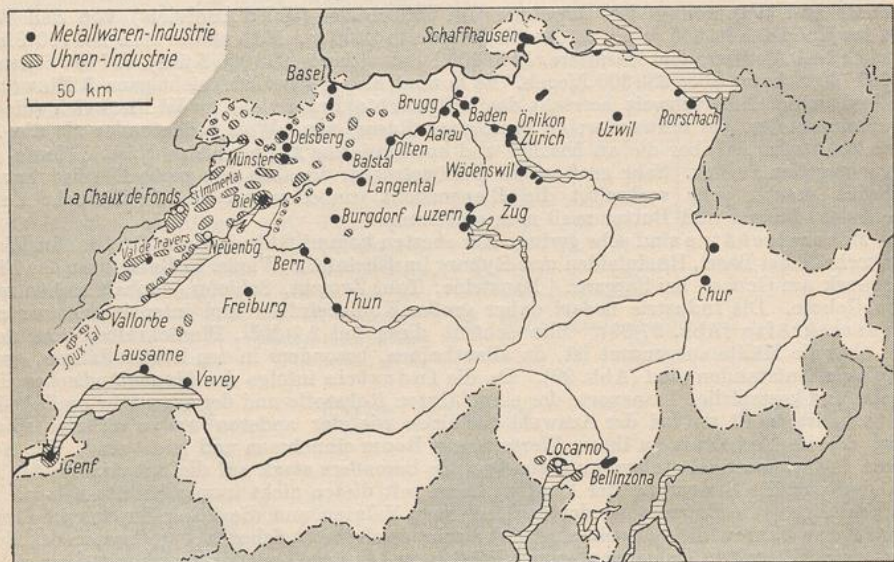 Metallwaren-Industrie
Uhren-Industrie
50 km
Schaffhausen
Basel
Brugg
Baden
Örlikon
Zürich
Uzwil
Rorschach
Delsberg
Aarau
Olten
Münster
Balstal
Wädenswil
La Chaux de Fonds
St Immertal
Biel
Langental
Burgdorf
Luzern
Zug
Val de Travers
Neuenbg.
Bern
Chur
Freiburg
Thun
Vallorbe
Joux Tal
Lausanne
Vevey
Genf
Locarno
Bellinzona